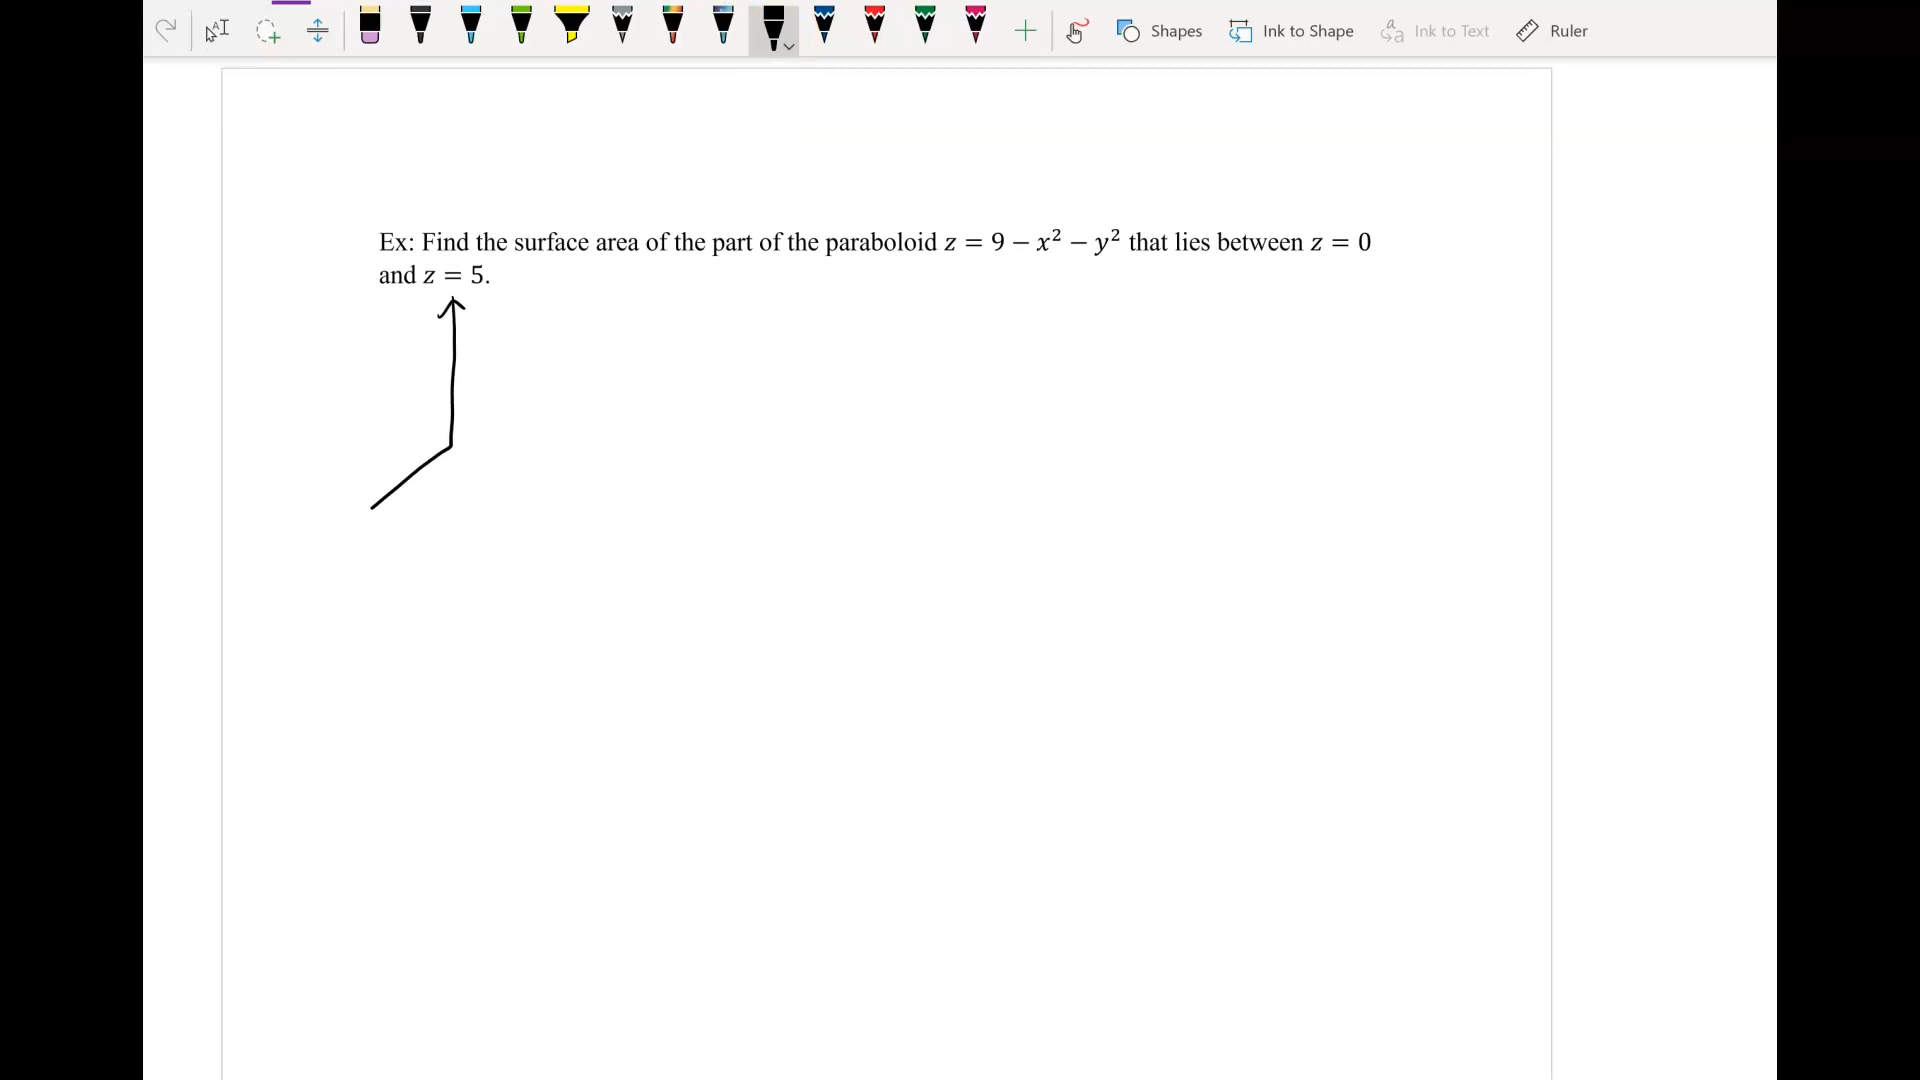 Shapes Ink to Shape Ink to Text Ruler
Ex: Find the surface area of the part of the paraboloid 𝑧 = 9 − 𝑥² − 𝑦² that lies between 𝑧 = 0
and 𝑧 = 5.